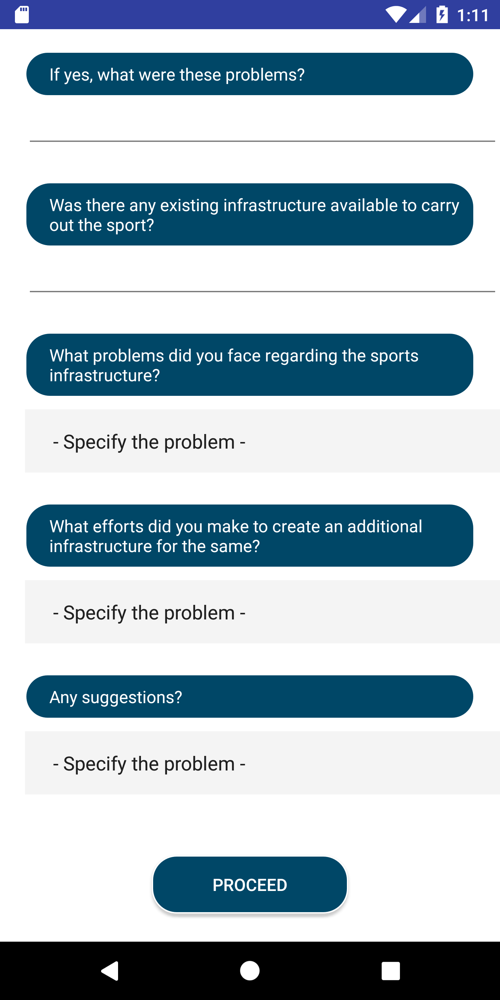 1:11
If yes, what were these problems?
Was there any existing infrastructure available to carry
out the sport?
What problems did you face regarding the sports
infrastructure?
- Specify the problem -
What efforts did you make to create an additional
infrastructure for the same?
- Specify the problem -
Any suggestions?
- Specify the problem -
PROCEED